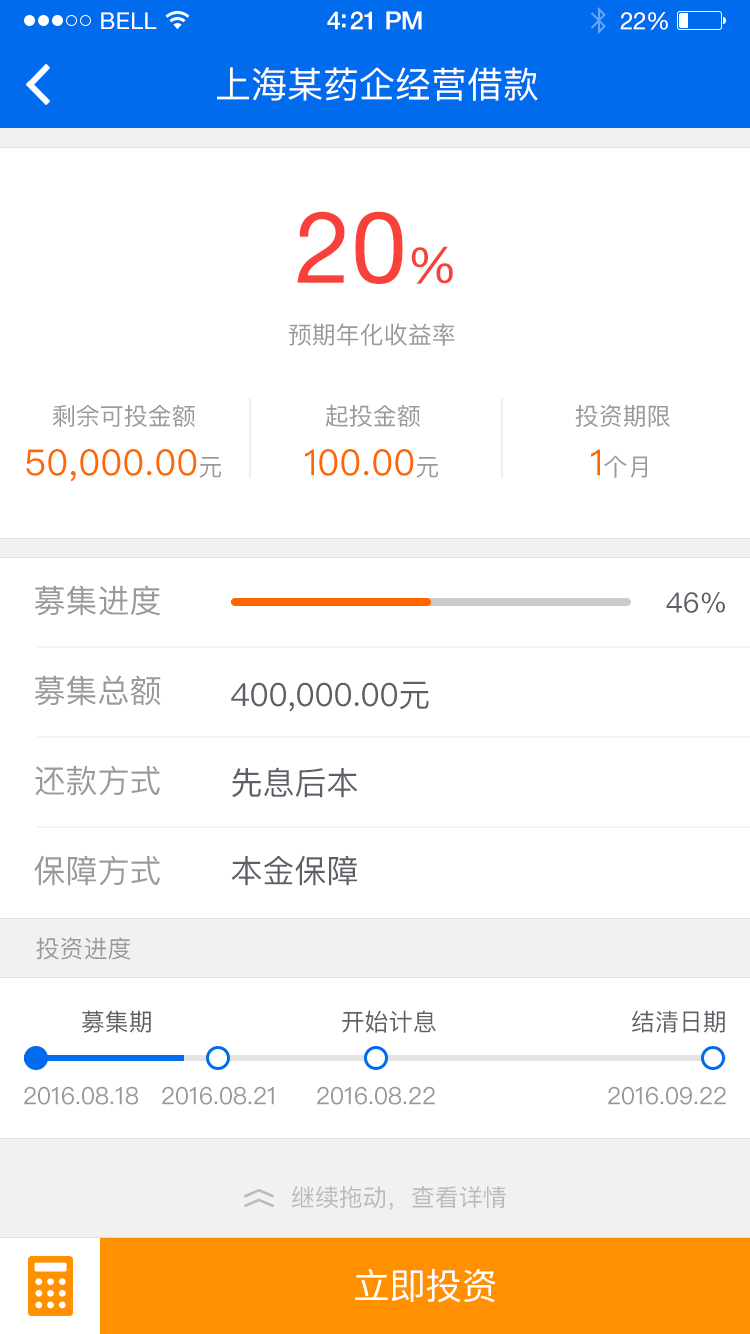 BELL 4:21 PM 22%
上海某药企经营借款
20%
预期年化收益率
剩余可投金额 起投金额 投资期限
50,000.00元 100.00元 1个月
募集进度 46%
募集总额 400,000.00元
还款方式 先息后本
保障方式 本金保障
投资进度
募集期 开始计息 结清日期
2016.08.18 2016.08.21 2016.08.22 2016.09.22
继续拖动，查看详情
立即投资